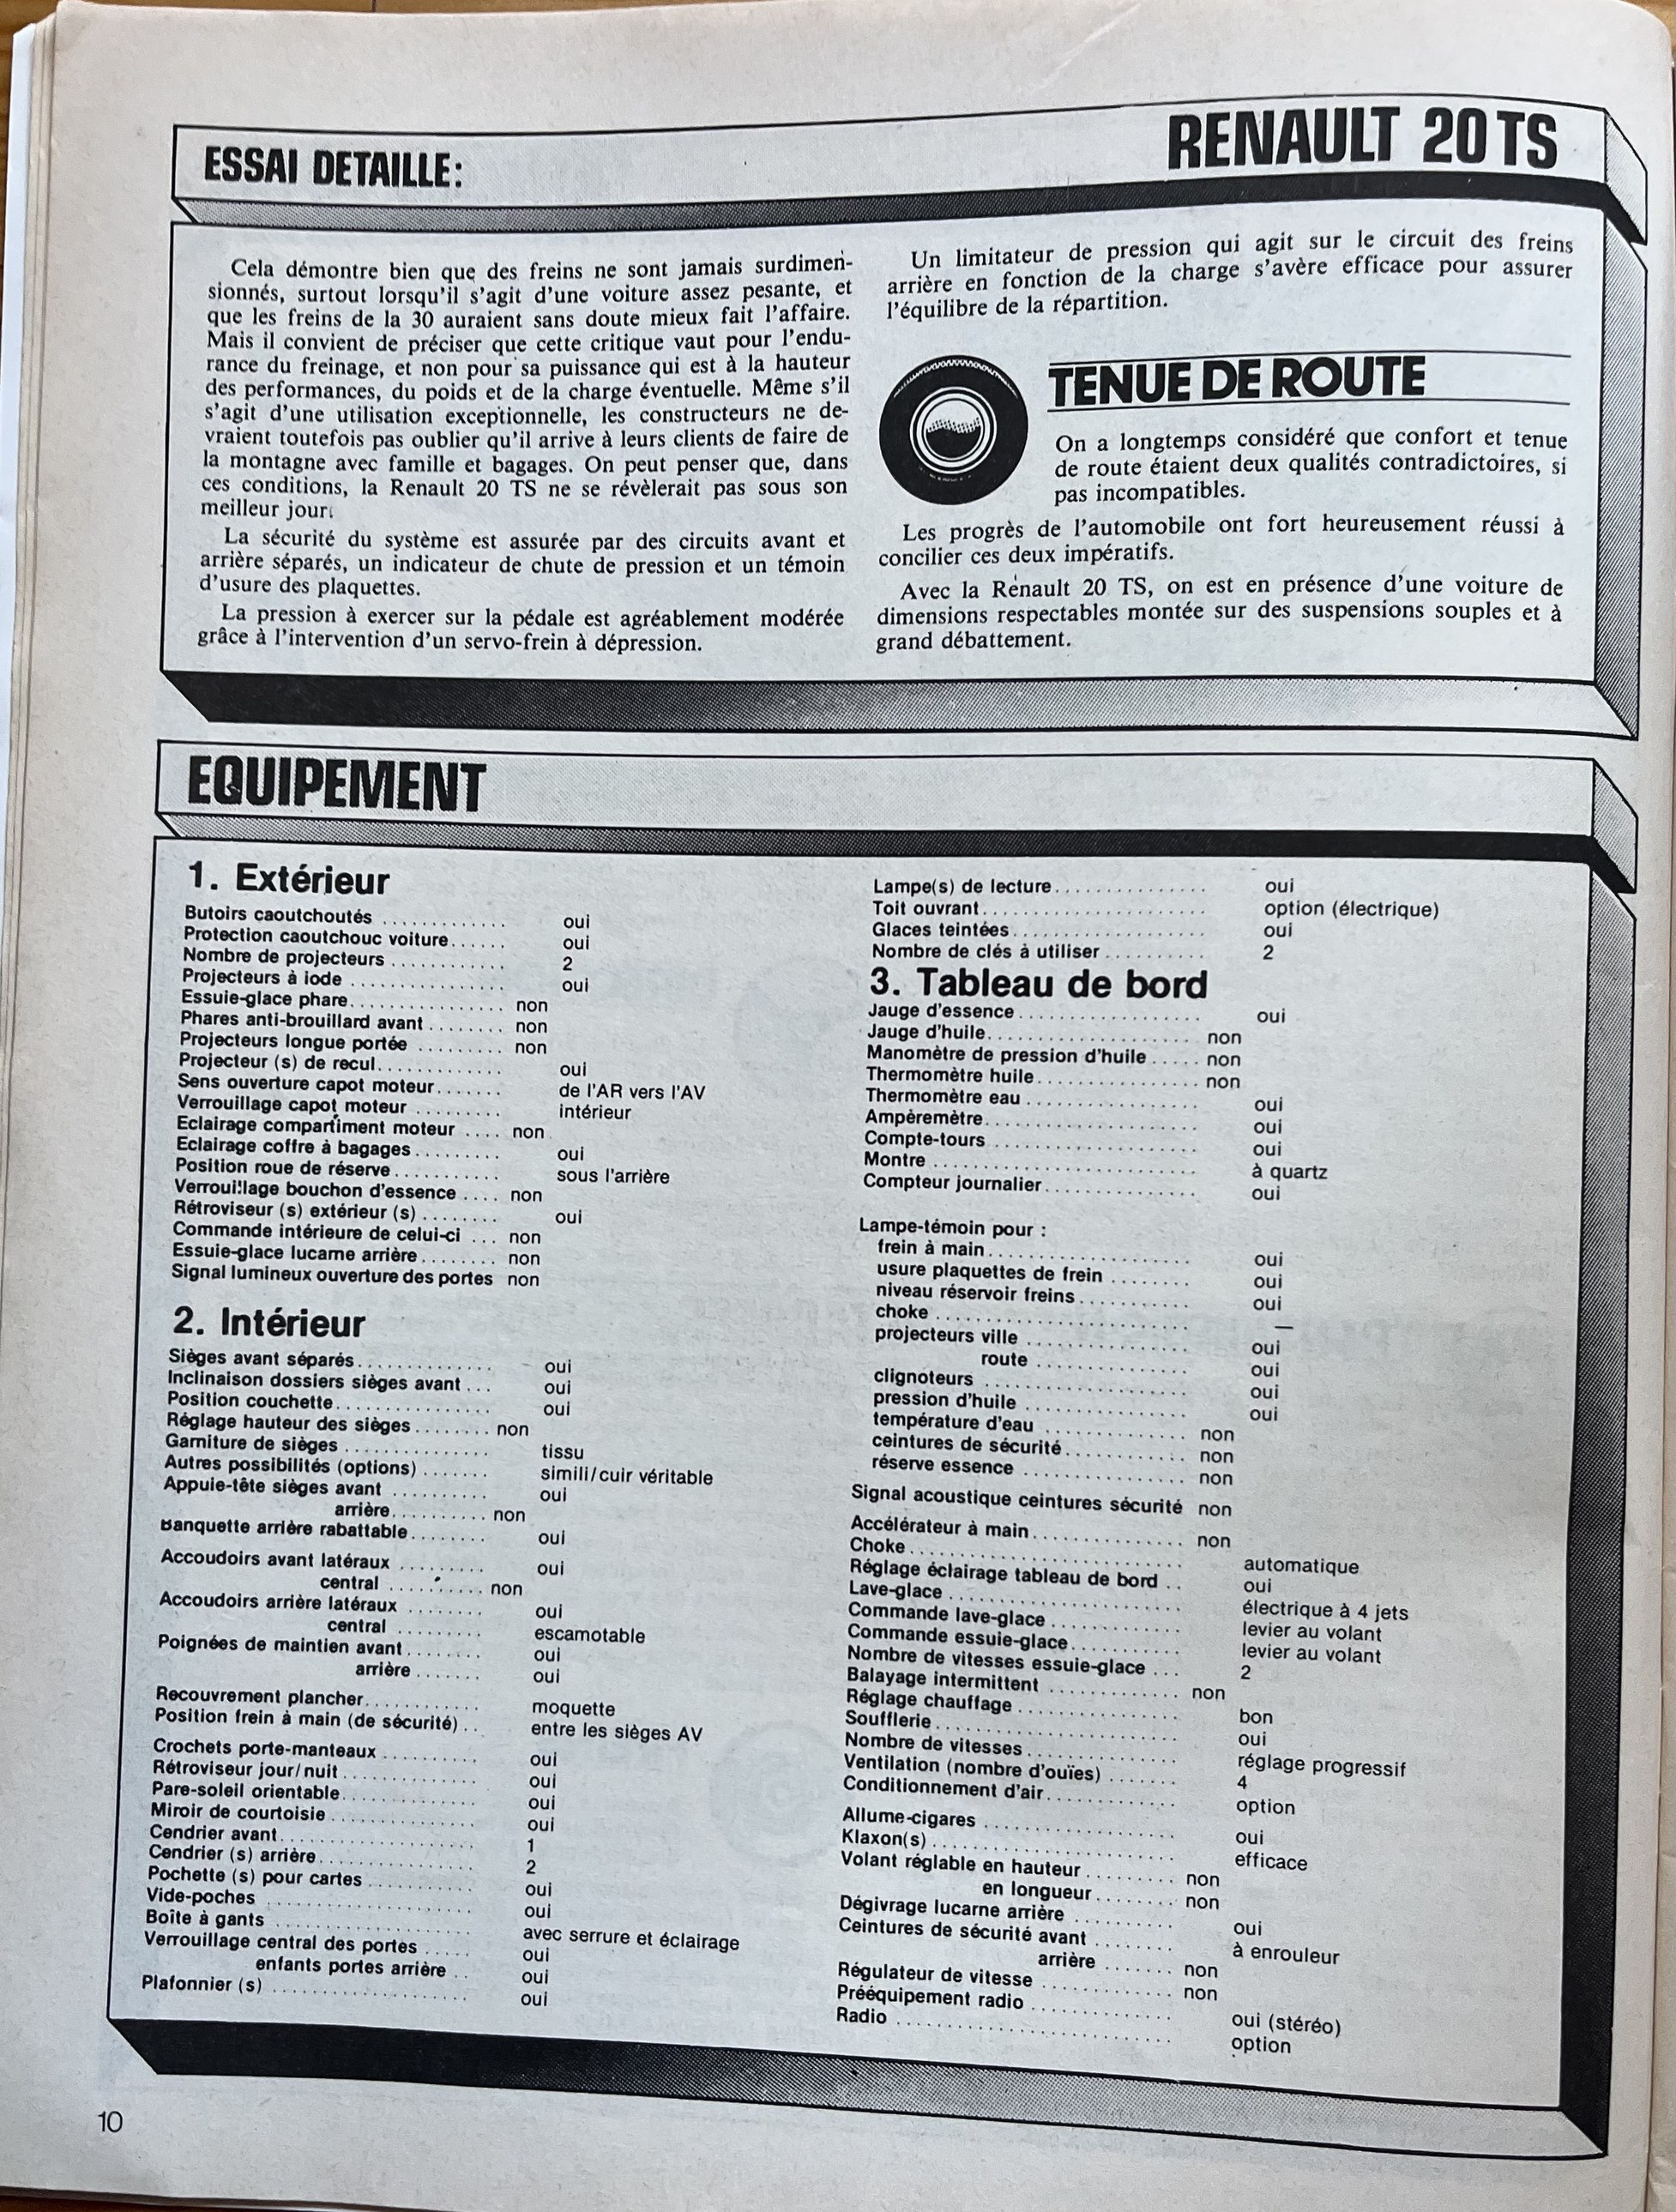 ESSAI DETAILLE:
RENAULT 20 TS
Cela démontre bien que des freins ne sont jamais surdimen-
sionnés, surtout lorsqu'il s'agit d'une voiture assez pesante, et
que les freins de la 30 auraient sans doute mieux fait l'affaire.
Mais il convient de préciser que cette critique vaut pour l'endu-
rance du freinage, et non pour sa puissance qui est à la hauteur
des performances, du poids et de la charge éventuelle. Même s'il
s'agit d'une utilisation exceptionnelle, les constructeurs ne de-
vraient toutefois pas oublier qu'il arrive à leurs clients de faire de
la montagne avec famille et bagages. On peut penser que, dans
ces conditions, la Renault 20 TS ne se révèlerait pas sous son
meilleur jour.
La sécurité du système est assurée par des circuits avant et
arrière séparés, un indicateur de chute de pression et un témoin
d'usure des plaquettes.
La pression à exercer sur la pédale est agréablement modérée
grâce à l'intervention d'un servo-frein à dépression.
Un limitateur de pression qui agit sur le circuit des freins
arrière en fonction de la charge s'avère efficace pour assurer
l'équilibre de la répartition.
TENUE DE ROUTE
On a longtemps considéré que confort et tenue
de route étaient deux qualités contradictoires, si
pas incompatibles.
Les progrès de l'automobile ont fort heureusement réussi à
concilier ces deux impératifs.
Avec la Renault 20 TS, on est en présence d'une voiture de
dimensions respectables montée sur des suspensions souples et à
grand débattement.
EQUIPEMENT
1. Extérieur
Butoirs caoutchoutés ............ oui
Protection caoutchouc voiture...... oui
Nombre de projecteurs ............ 2
Projecteurs à iode ................ oui
Essuie-glace phare................ non
Phares anti-brouillard avant ........ non
Projecteurs longue portée ......... non
Projecteur (s) de recul............. oui
Sens ouverture capot moteur....... de l'AR vers l'AV
Verrouillage capot moteur ......... intérieur
Eclairage compartiment moteur .... non
Eclairage coffre à bagages......... oui
Position roue de réserve........... sous l'arrière
Verrouillage bouchon d'essence .... non
Rétroviseur (s) extérieur (s) ........ oui
Commande intérieure de celui-ci ... non
Essuie-glace lucarne arrière........ non
Signal lumineux ouverture des portes non
2. Intérieur
Sièges avant séparés.............. oui
Inclinaison dossiers sièges avant ... oui
Position couchette................ oui
Réglage hauteur des sièges........ non
Garniture de sièges ............... tissu
Autres possibilités (options) ....... simili/cuir véritable
Appuie-tête sièges avant .......... oui
arrière.......... non
Banquette arrière rabattable........ oui
Accoudoirs avant latéraux ......... oui
central .......... non
Accoudoirs arrière latéraux ........ oui
central ......... escamotable
Poignées de maintien avant........ oui
arrière ....... oui
Recouvrement plancher............ moquette
Position frein à main (de sécurité) .. entre les sièges AV
Crochets porte-manteaux .......... oui
Rétroviseur jour/nuit .............. oui
Pare-soleil orientable.............. oui
Miroir de courtoisie ............... oui
Cendrier avant.................... 1
Cendrier (s) arrière................ 2
Pochette (s) pour cartes ........... oui
Vide-poches ..................... oui
Boîte à gants .................... avec serrure et éclairage
Verrouillage central des portes ..... oui
enfants portes arrière .. oui
Plafonnier (s) .................... oui
Lampe(s) de lecture............... oui
Toit ouvrant...................... option (électrique)
Glaces teintées................... oui
Nombre de clés à utiliser .......... 2
3. Tableau de bord
Jauge d'essence .................. oui
Jauge d'huile..................... non
Manomètre de pression d'huile ..... non
Thermomètre huile................ non
Thermomètre eau ................. oui
Ampèremètre..................... oui
Compte-tours.................... oui
Montre .......................... à quartz
Compteur journalier............... oui
Lampe-témoin pour :
frein à main.................... oui
usure plaquettes de frein ........ oui
niveau réservoir freins........... oui
choke ......................... —
projecteurs ville ................ oui
route ............... oui
clignoteurs .................... oui
pression d'huile ................ oui
température d'eau .............. non
ceintures de sécurité............ non
réserve essence ................ non
Signal acoustique ceintures sécurité non
Accélérateur à main............... non
Choke........................... automatique
Réglage éclairage tableau de bord .. oui
Lave-glace ....................... électrique à 4 jets
Commande lave-glace ............. levier au volant
Commande essuie-glace........... levier au volant
Nombre de vitesses essuie-glace ... 2
Balayage intermittent ............. non
Réglage chauffage ................ bon
Soufflerie........................ oui
Nombre de vitesses............... réglage progressif
Ventilation (nombre d'ouïes) ....... 4
Conditionnement d'air............. option
Allume-cigares ................... oui
Klaxon(s) ........................ efficace
Volant réglable en hauteur ......... non
en longueur........ non
Dégivrage lucarne arrière .......... oui
Ceintures de sécurité avant ........ à enrouleur
arrière ....... non
Régulateur de vitesse ............. non
Prééquipement radio .............. oui (stéréo)
Radio ........................... option
10